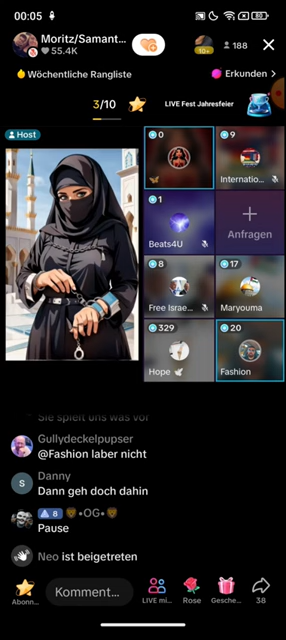 00:05
80
Moritz/Samant...
55.4K
10+
188
Wöchentliche Rangliste
Erkunden >
3/10
LIVE Fest Jahresfeier
Host
0
9
Internatio...
1
Beats4U
Anfragen
8
Free Israe...
17
Maryouma
329
Hope
20
Fashion
Sie spielt uns was vor
Gullydeckelpupser
@Fashion laber nicht
S
Danny
Dann geh doch dahin
8
•OG•
Pause
Neo ist beigetreten
Abonn...
Komment...
LIVE mi...
Rose
Gesche...
38